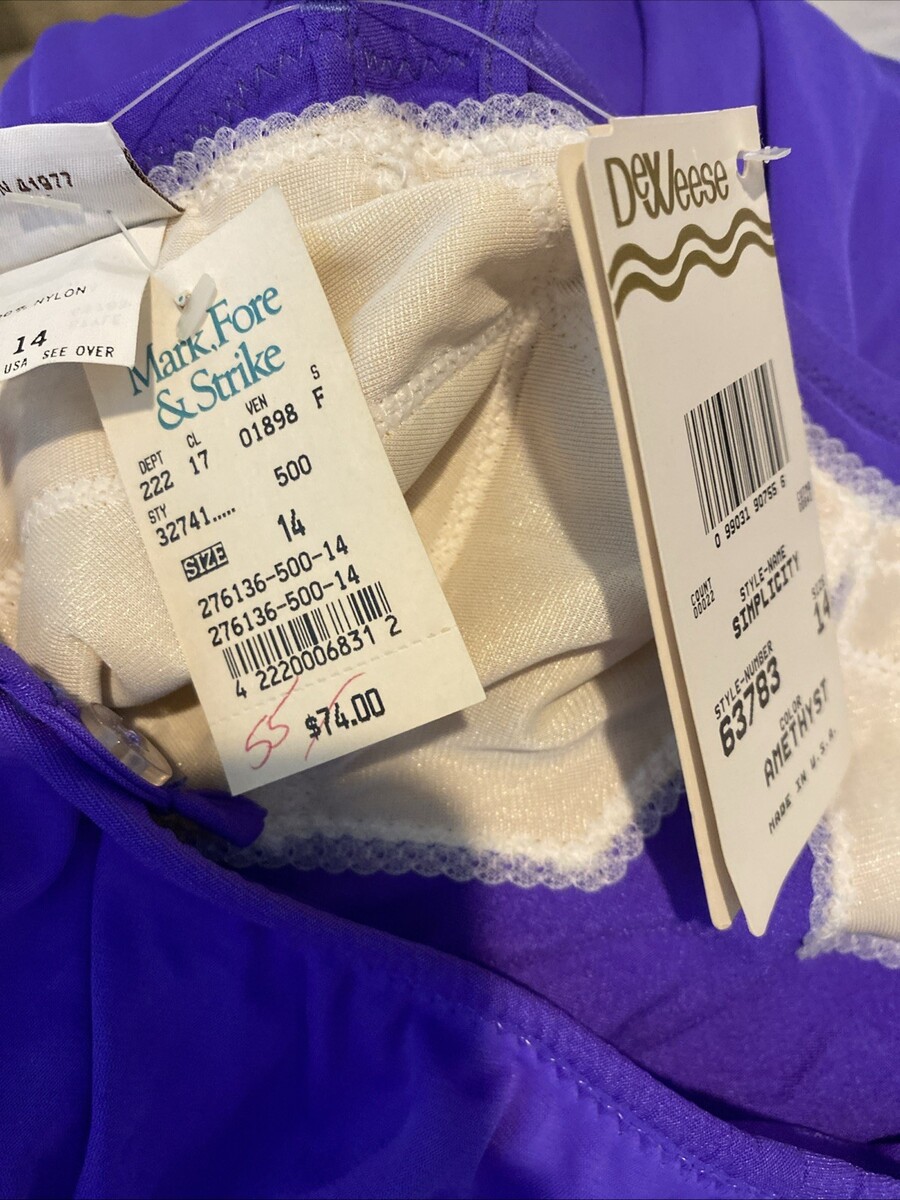 N 41977
NYLON
14
USA SEE OVER
Mark, Fore
& Strike
DEPT CL VEN S
222 17 01898 F
STY 500
32741.....
SIZE 14
276136-500-14
276136-500-14
4 2220006831 2
$74.00
55
DeWeese
0 99031 90755 6
COUNT
00022
STYLE-NAME
SIMPLICITY
SIZE
14
STYLE-NUMBER
63783
COLOR
AMETHYST
MADE IN U.S.A.